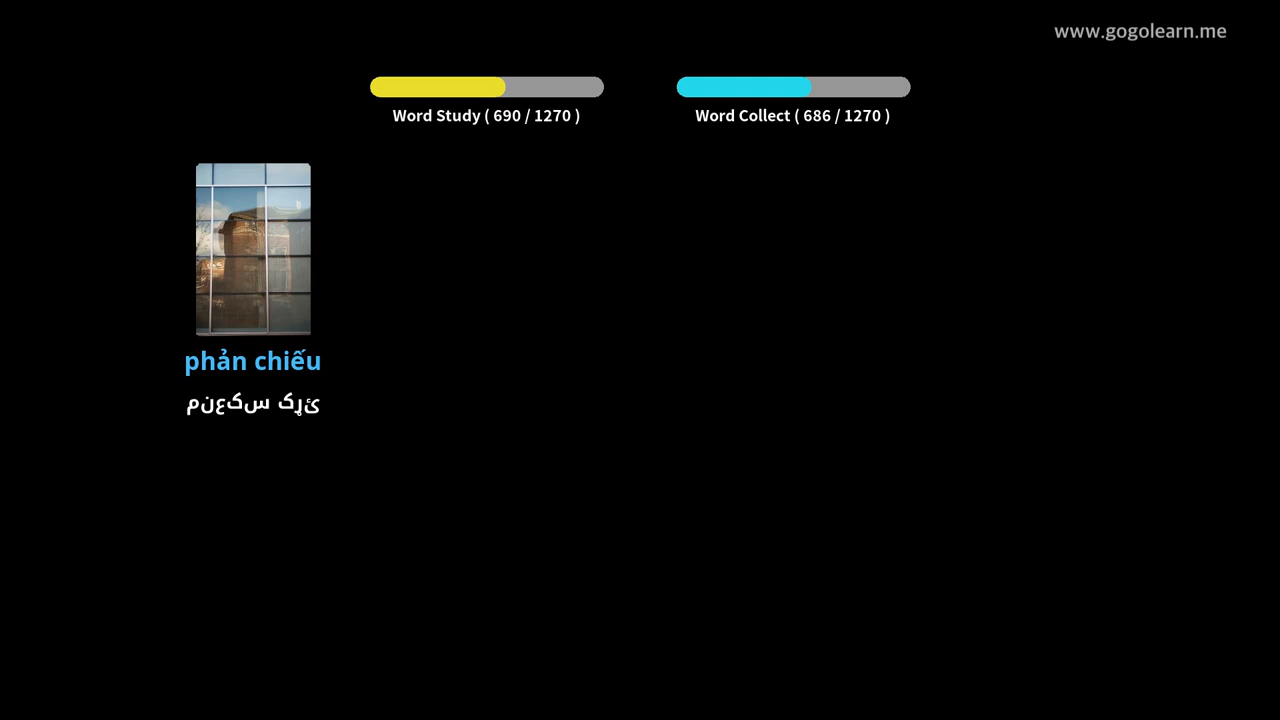 www.gogolearn.me
Word Study ( 690 / 1270 )
Word Collect ( 686 / 1270 )
phản chiếu
منعکس کړئ